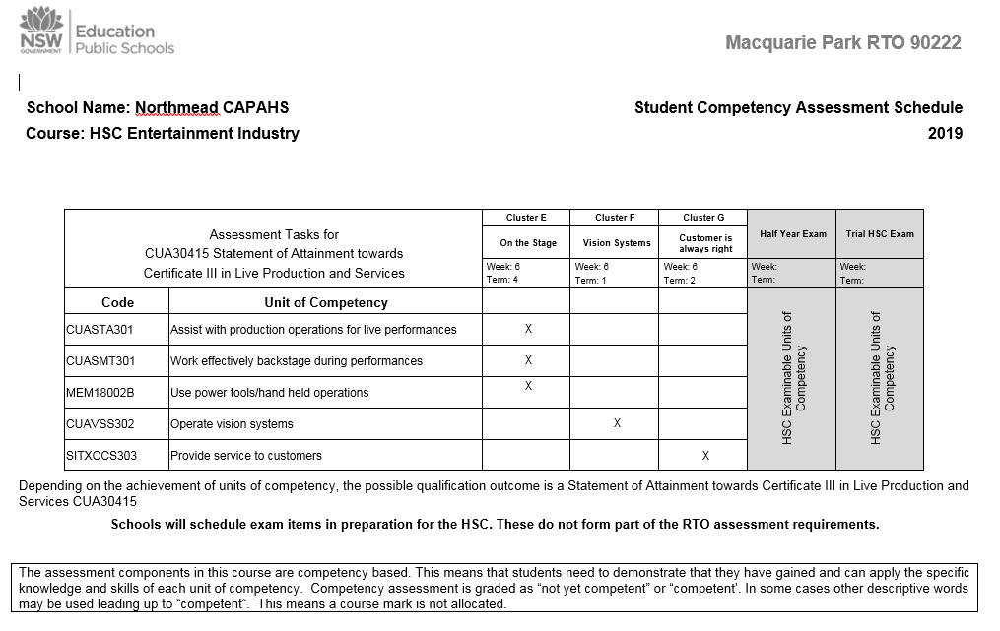 NSW
GOVERNMENT
Education
Public Schools
Macquarie Park RTO 90222
School Name: Northmead CAPAHS
Student Competency Assessment Schedule
Course: HSC Entertainment Industry
2019
Assessment Tasks for
CUA30415 Statement of Attainment towards
Certificate III in Live Production and Services
Cluster E
Cluster F
Cluster G
Half Year Exam
Trial HSC Exam
On the Stage
Vision Systems
Customer is
always right
Week: 6
Term: 4
Week: 6
Term: 1
Week: 6
Term: 2
Week:
Term:
Week:
Term:
Code Unit of Competency
CUASTA301 Assist with production operations for live performances X
CUASMT301 Work effectively backstage during performances X
MEM18002B Use power tools/hand held operations X
CUAVSS302 Operate vision systems X
SITXCCS303 Provide service to customers X
HSC Examinable Units of
Competency
HSC Examinable Units of
Competency
Depending on the achievement of units of competency, the possible qualification outcome is a Statement of Attainment towards Certificate III in Live Production and
Services CUA30415
Schools will schedule exam items in preparation for the HSC. These do not form part of the RTO assessment requirements.
The assessment components in this course are competency based. This means that students need to demonstrate that they have gained and can apply the specific
knowledge and skills of each unit of competency.  Competency assessment is graded as “not yet competent” or “competent’. In some cases other descriptive words
may be used leading up to “competent”.  This means a course mark is not allocated.